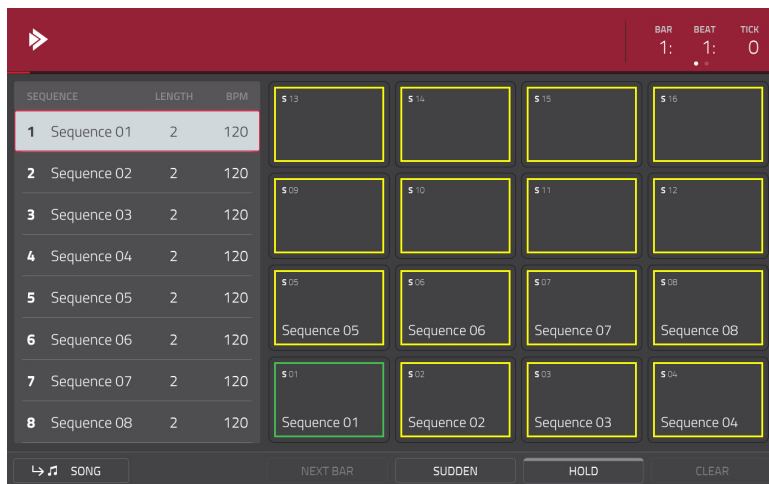 BAR BEAT TICK
1: 1: 0
SEQUENCE LENGTH BPM
1 Sequence 01 2 120
2 Sequence 02 2 120
3 Sequence 03 2 120
4 Sequence 04 2 120
5 Sequence 05 2 120
6 Sequence 06 2 120
7 Sequence 07 2 120
8 Sequence 08 2 120
S 13 S 14 S 15 S 16
S 09 S 10 S 11 S 12
S 05 S 06 S 07 S 08
Sequence 05 Sequence 06 Sequence 07 Sequence 08
S 01 S 02 S 03 S 04
Sequence 01 Sequence 02 Sequence 03 Sequence 04
SONG NEXT BAR SUDDEN HOLD CLEAR